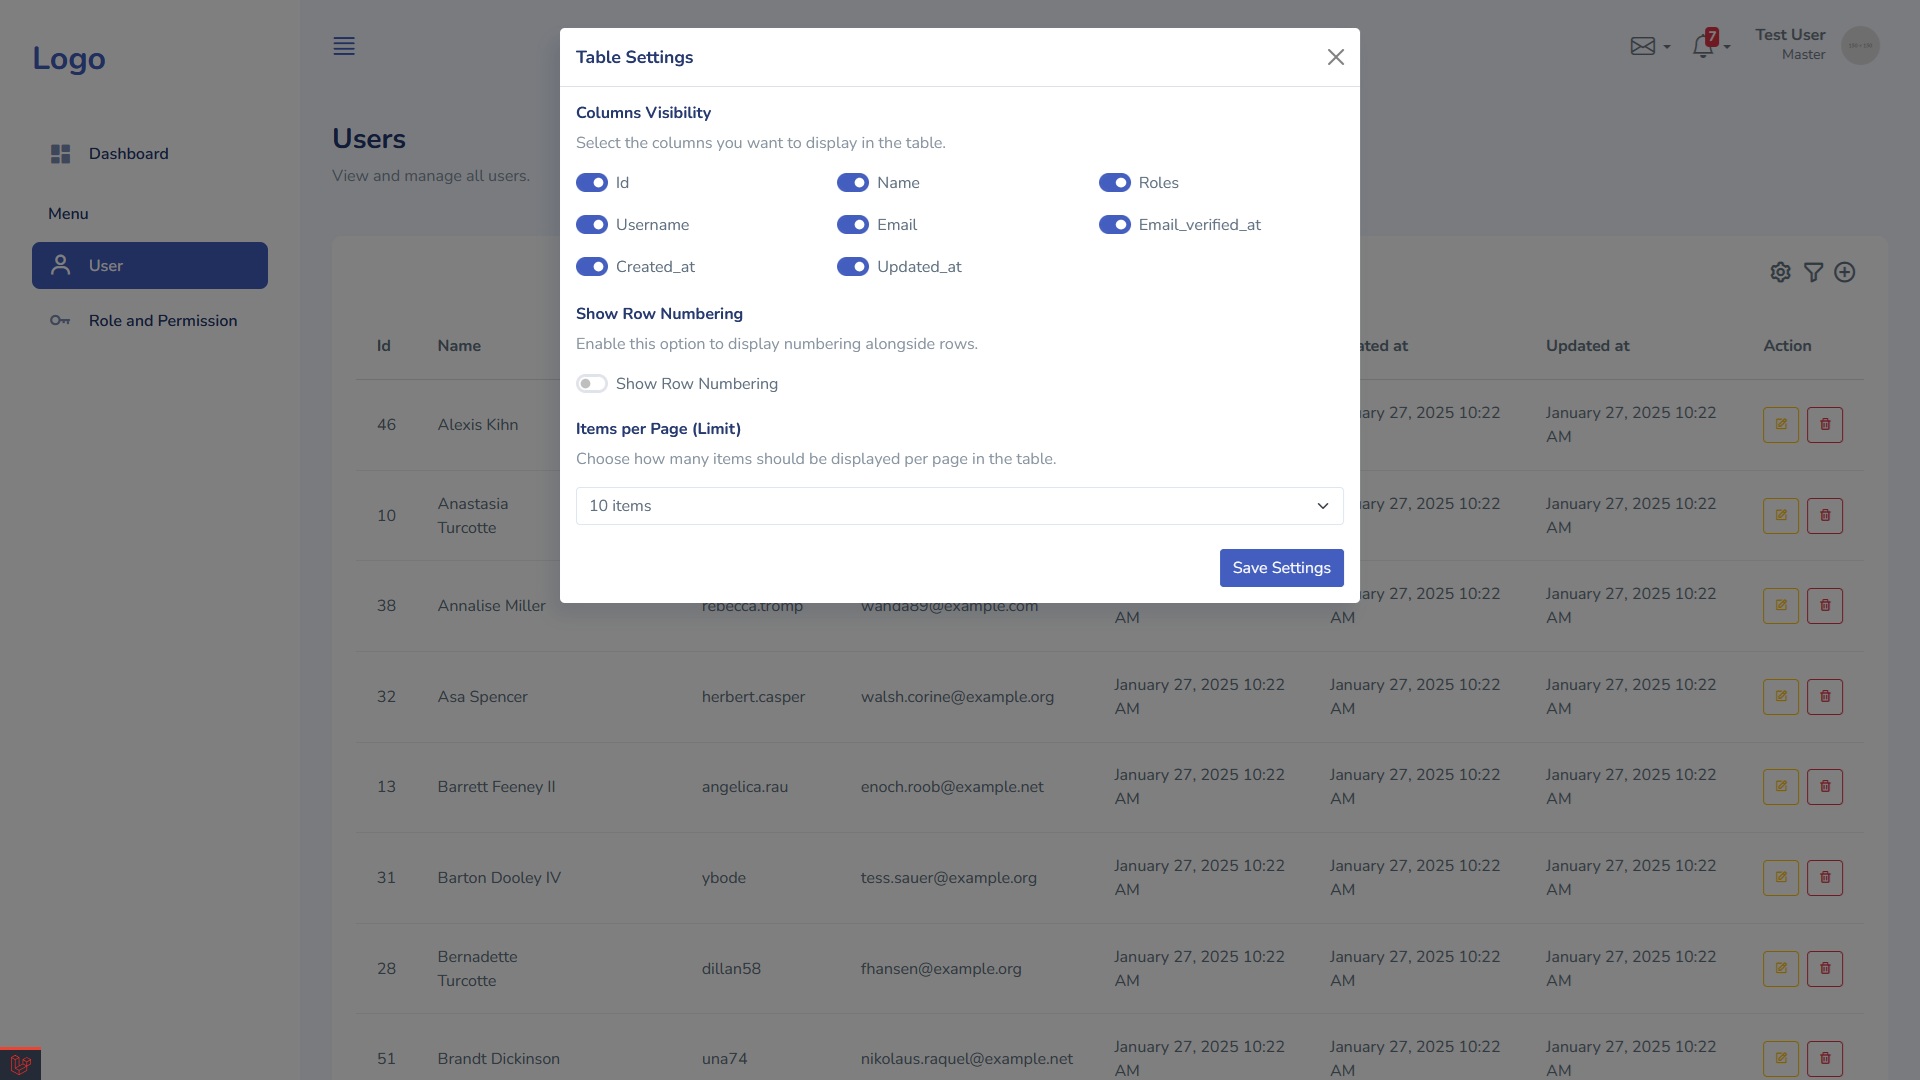 Logo
Dashboard
Menu
User
Role and Permission
7
Test User
Master
Users
View and manage all users.
Table Settings
Columns Visibility
Select the columns you want to display in the table.
Id
Name
Roles
Username
Email
Email_verified_at
Created_at
Updated_at
Show Row Numbering
Enable this option to display numbering alongside rows.
Show Row Numbering
Items per Page (Limit)
Choose how many items should be displayed per page in the table.
10 items
Save Settings
Id Name ated at Updated at Action
46 Alexis Kihn ary 27, 2025 10:22 January 27, 2025 10:22
AM
10 Anastasia ary 27, 2025 10:22 January 27, 2025 10:22
Turcotte AM
38 Annalise Miller rebecca.tromp wanda89@example.com ary 27, 2025 10:22 January 27, 2025 10:22
AM AM AM
32 Asa Spencer herbert.casper walsh.corine@example.org January 27, 2025 10:22 January 27, 2025 10:22 January 27, 2025 10:22
AM AM AM
13 Barrett Feeney II angelica.rau enoch.roob@example.net January 27, 2025 10:22 January 27, 2025 10:22 January 27, 2025 10:22
AM AM AM
31 Barton Dooley IV ybode tess.sauer@example.org January 27, 2025 10:22 January 27, 2025 10:22 January 27, 2025 10:22
AM AM AM
28 Bernadette dillan58 fhansen@example.org January 27, 2025 10:22 January 27, 2025 10:22 January 27, 2025 10:22
Turcotte AM AM AM
51 Brandt Dickinson una74 nikolaus.raquel@example.net January 27, 2025 10:22 January 27, 2025 10:22 January 27, 2025 10:22
AM AM AM